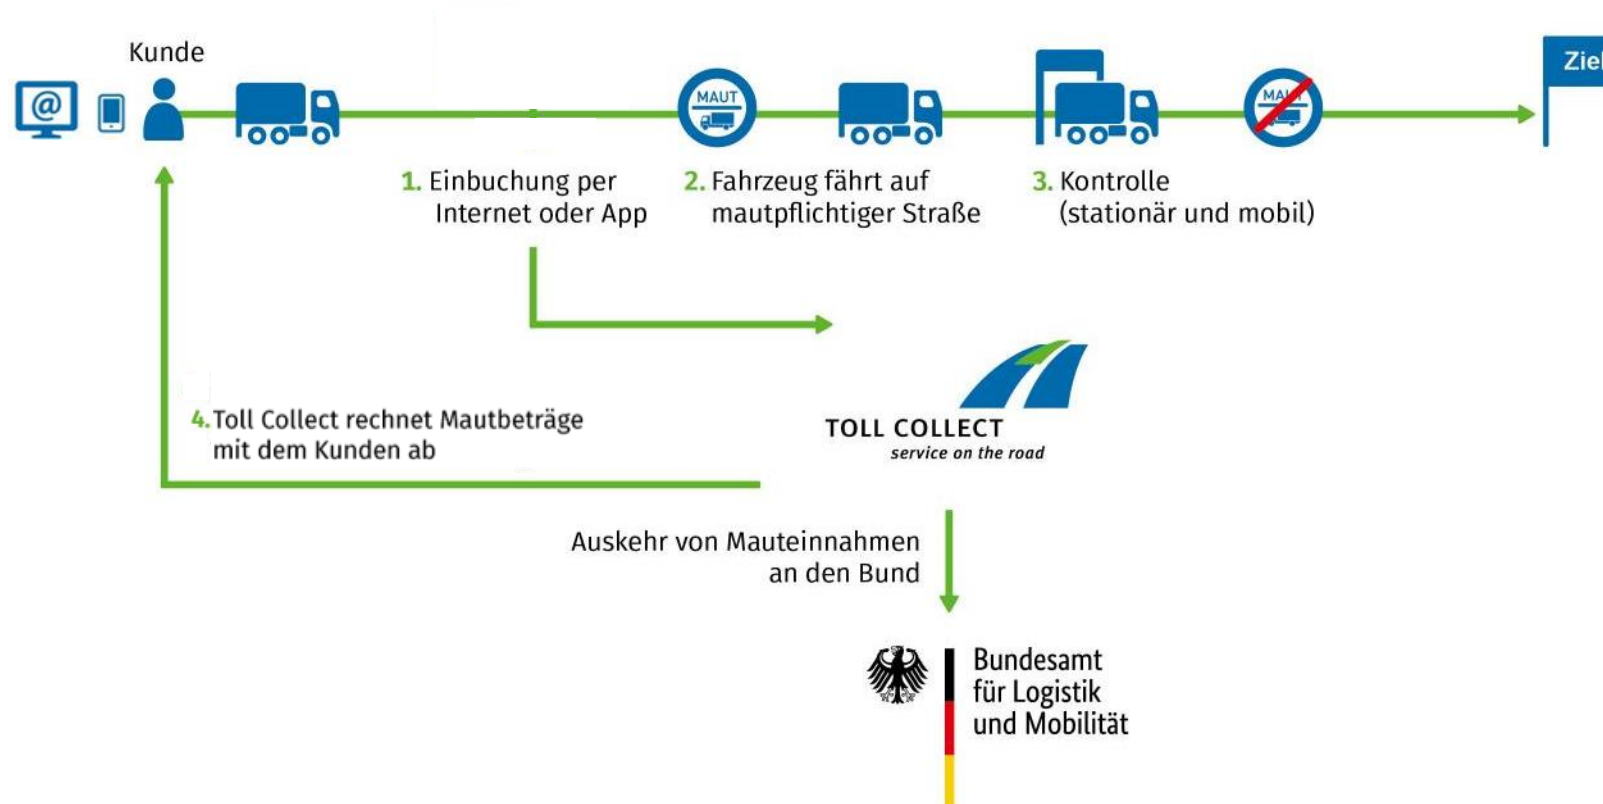 Kunde
@
MAUT
Ziel
1. Einbuchung per
Internet oder App
2. Fahrzeug fährt auf
mautpflichtiger Straße
3. Kontrolle
(stationär und mobil)
4. Toll Collect rechnet Mautbeträge
mit dem Kunden ab
TOLL COLLECT
service on the road
Auskehr von Mauteinnahmen
an den Bund
Bundesamt
für Logistik
und Mobilität